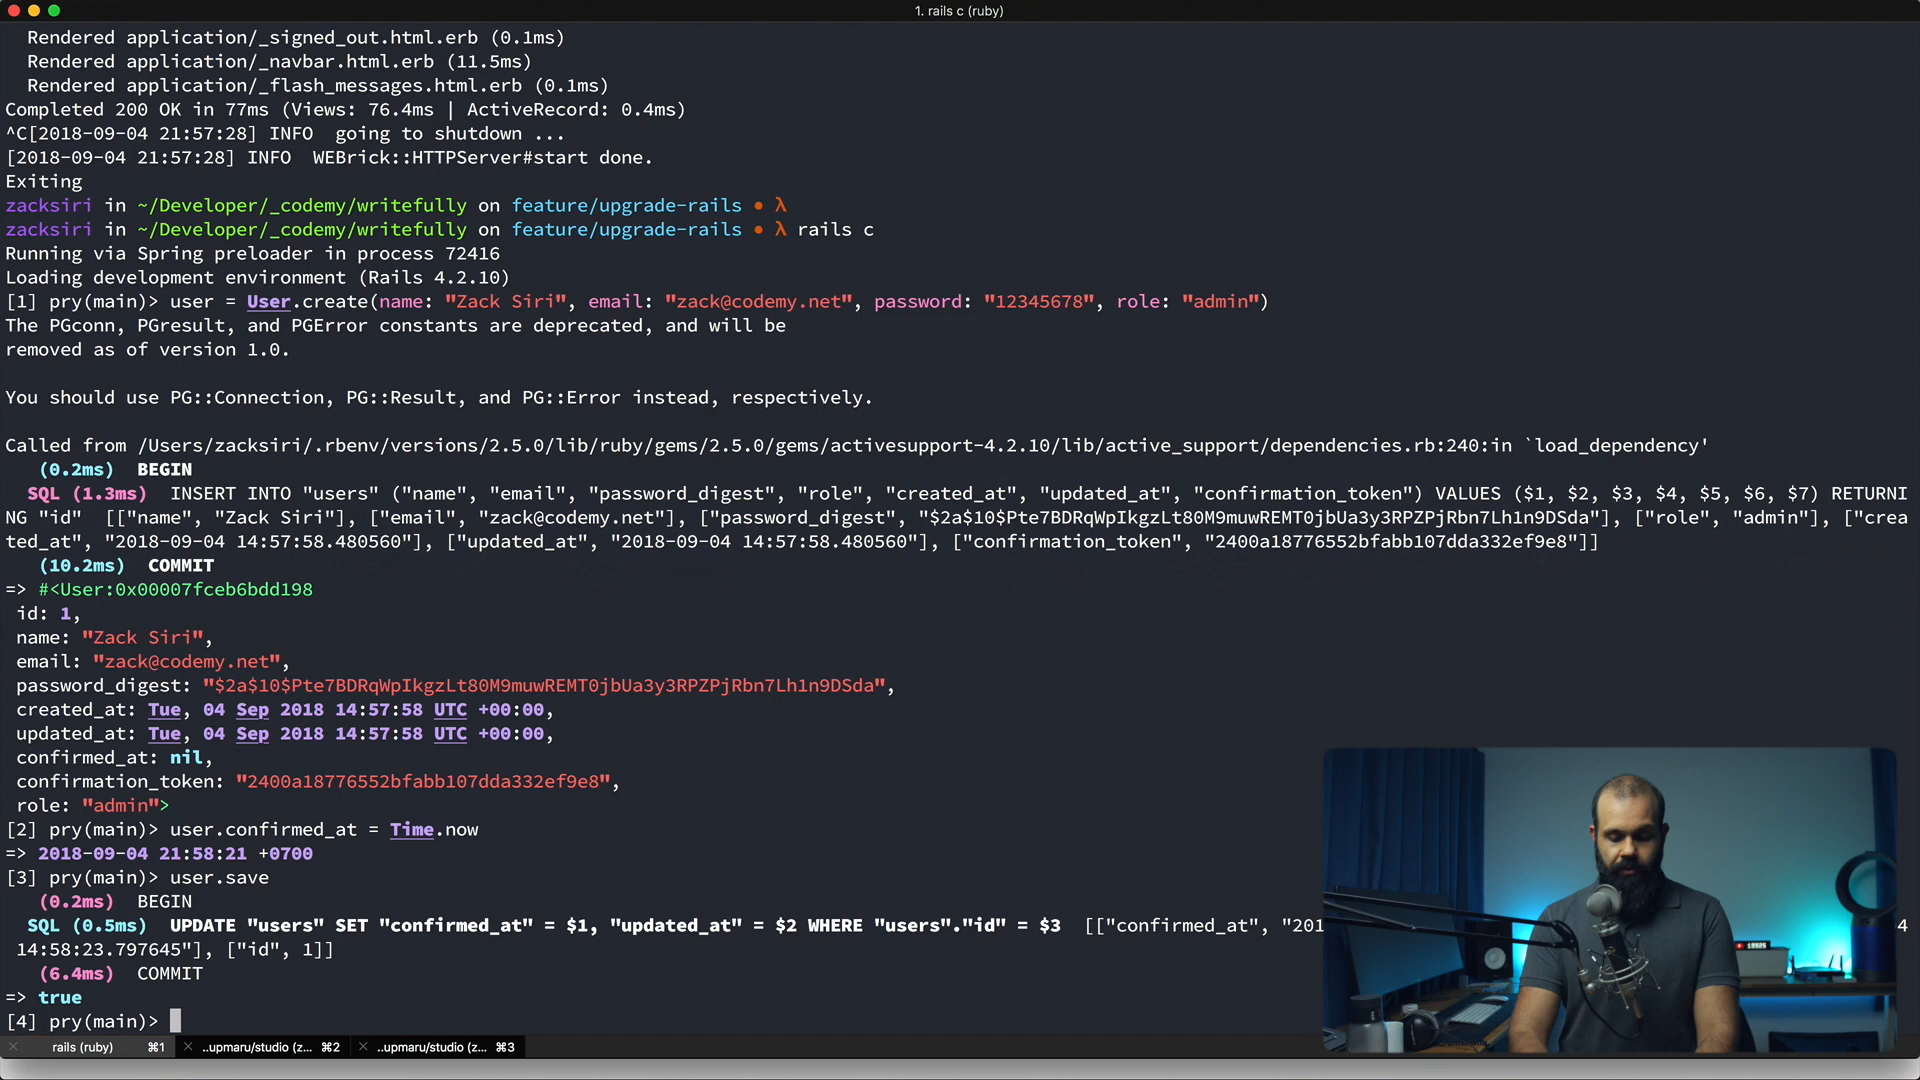 1. rails c (ruby)
Rendered application/_signed_out.html.erb (0.1ms)
Rendered application/_navbar.html.erb (11.5ms)
Rendered application/_flash_messages.html.erb (0.1ms)
Completed 200 OK in 77ms (Views: 76.4ms | ActiveRecord: 0.4ms)
^C[2018-09-04 21:57:28] INFO  going to shutdown ...
[2018-09-04 21:57:28] INFO  WEBrick::HTTPServer#start done.
Exiting
zacksiri in ~/Developer/_codemy/writefully on feature/upgrade-rails • λ
zacksiri in ~/Developer/_codemy/writefully on feature/upgrade-rails • λ rails c
Running via Spring preloader in process 72416
Loading development environment (Rails 4.2.10)
[1] pry(main)> user = User.create(name: "Zack Siri", email: "zack@codemy.net", password: "12345678", role: "admin")
The PGconn, PGresult, and PGError constants are deprecated, and will be
removed as of version 1.0.
You should use PG::Connection, PG::Result, and PG::Error instead, respectively.
Called from /Users/zacksiri/.rbenv/versions/2.5.0/lib/ruby/gems/2.5.0/gems/activesupport-4.2.10/lib/active_support/dependencies.rb:240:in `load_dependency'
(0.2ms)  BEGIN
SQL (1.3ms)  INSERT INTO "users" ("name", "email", "password_digest", "role", "created_at", "updated_at", "confirmation_token") VALUES ($1, $2, $3, $4, $5, $6, $7) RETURNI
NG "id"  [["name", "Zack Siri"], ["email", "zack@codemy.net"], ["password_digest", "$2a$10$Pte7BDRqWpIkgzLt80M9muwREMT0jbUa3y3RPZPjRbn7Lh1n9DSda"], ["role", "admin"], ["crea
ted_at", "2018-09-04 14:57:58.480560"], ["updated_at", "2018-09-04 14:57:58.480560"], ["confirmation_token", "2400a18776552bfabb107dda332ef9e8"]]
(10.2ms)  COMMIT
=> #<User:0x00007fceb6bdd198
id: 1,
name: "Zack Siri",
email: "zack@codemy.net",
password_digest: "$2a$10$Pte7BDRqWpIkgzLt80M9muwREMT0jbUa3y3RPZPjRbn7Lh1n9DSda",
created_at: Tue, 04 Sep 2018 14:57:58 UTC +00:00,
updated_at: Tue, 04 Sep 2018 14:57:58 UTC +00:00,
confirmed_at: nil,
confirmation_token: "2400a18776552bfabb107dda332ef9e8",
role: "admin">
[2] pry(main)> user.confirmed_at = Time.now
=> 2018-09-04 21:58:21 +0700
[3] pry(main)> user.save
(0.2ms)  BEGIN
SQL (0.5ms)  UPDATE "users" SET "confirmed_at" = $1, "updated_at" = $2 WHERE "users"."id" = $3  [["confirmed_at", "201 4
14:58:23.797645"], ["id", 1]]
(6.4ms)  COMMIT
=> true
[4] pry(main)>
rails (ruby) ⌘1 ..upmaru/studio (z... ⌘2 ..upmaru/studio (z... ⌘3